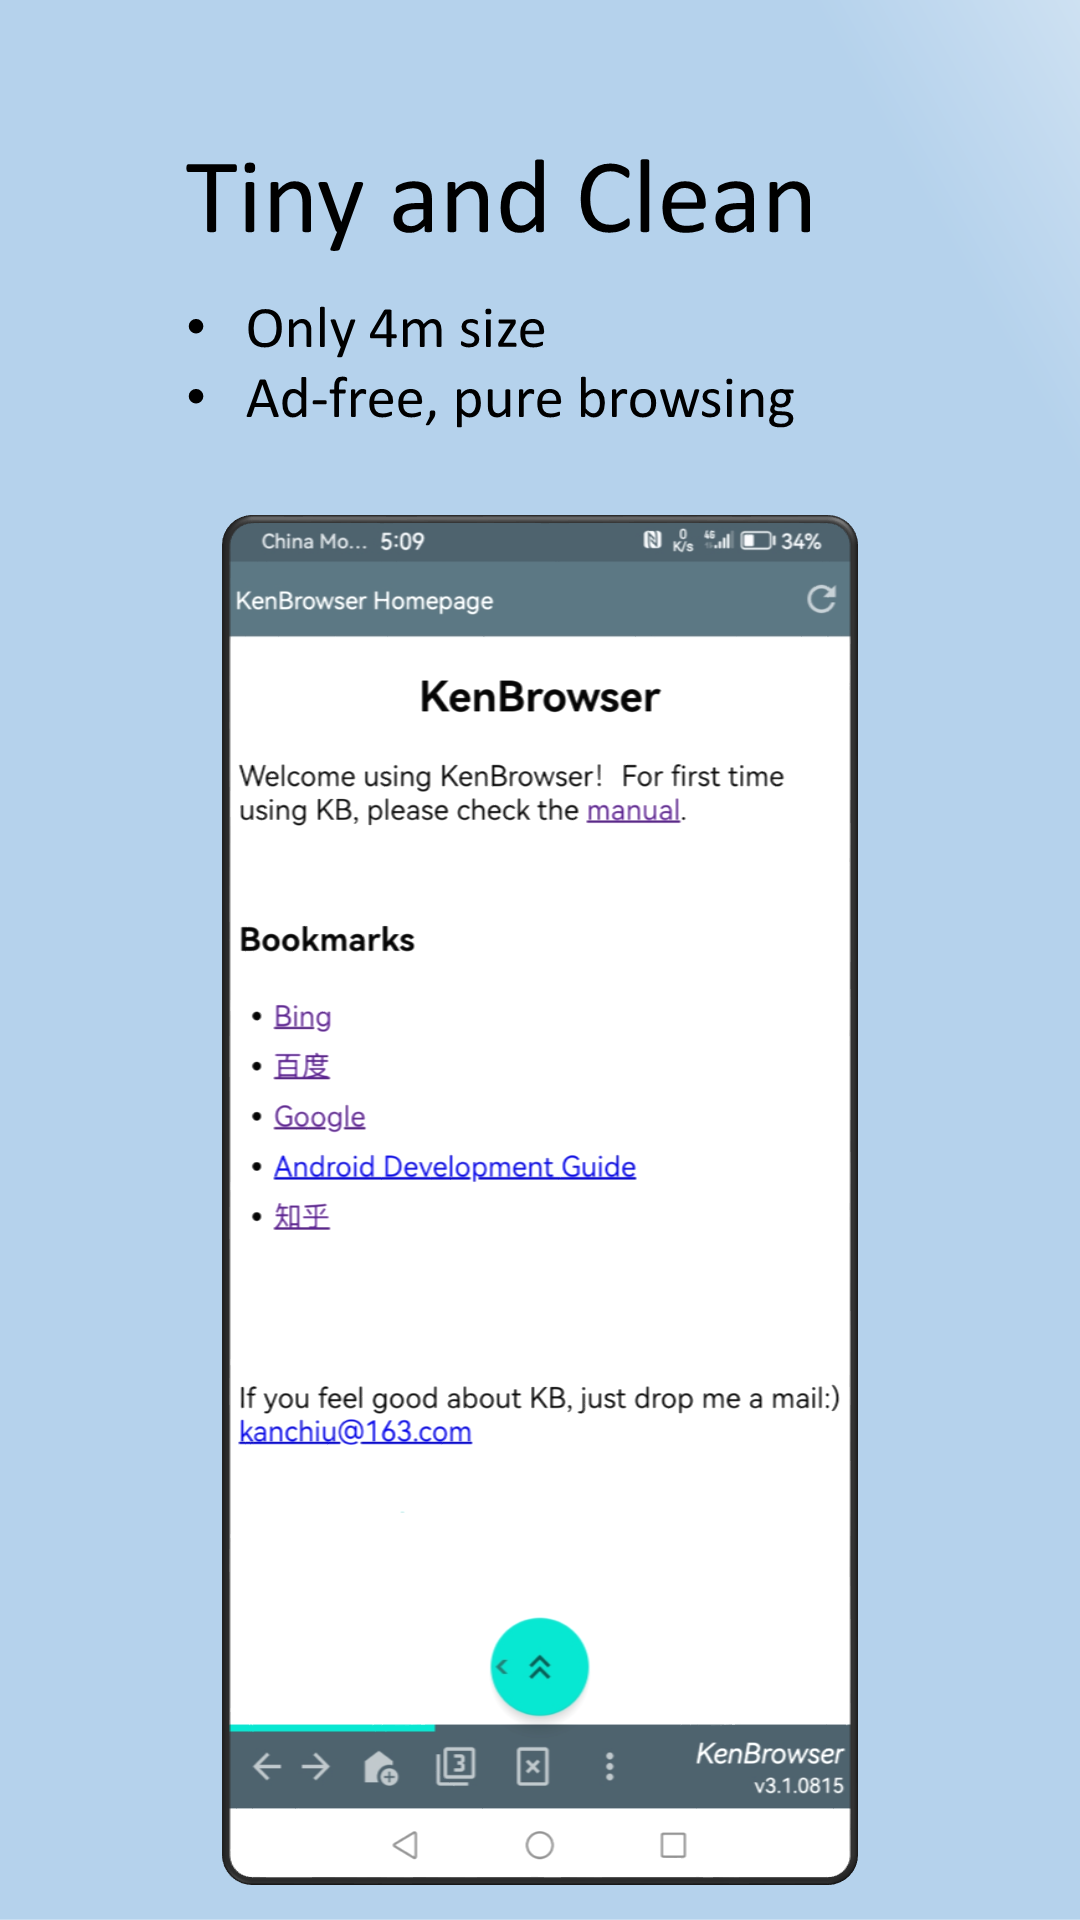 Tiny and Clean
• Only 4m size
• Ad-free, pure browsing
China Mo... 5:09 0 K/s 4G 34%
KenBrowser Homepage
KenBrowser
Welcome using KenBrowser! For first time
using KB, please check the manual.
Bookmarks
• Bing
• 百度
• Google
• Android Development Guide
• 知乎
If you feel good about KB, just drop me a mail:)
kanchiu@163.com
3
KenBrowser
v3.1.0815